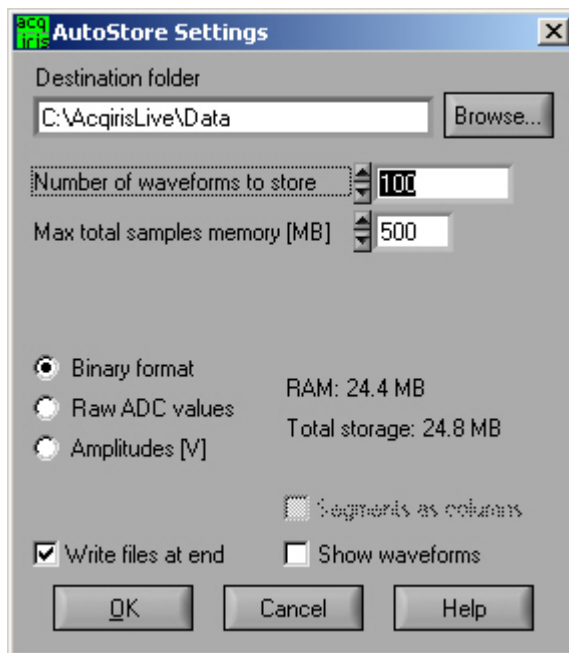 acq
iris
AutoStore Settings
Destination folder
C:\AcqirisLive\Data
Browse...
Number of waveforms to store
100
Max total samples memory [MB]
500
Binary format
Raw ADC values
Amplitudes [V]
RAM: 24.4 MB
Total storage: 24.8 MB
Segments as columns
Write files at end
Show waveforms
OK
Cancel
Help